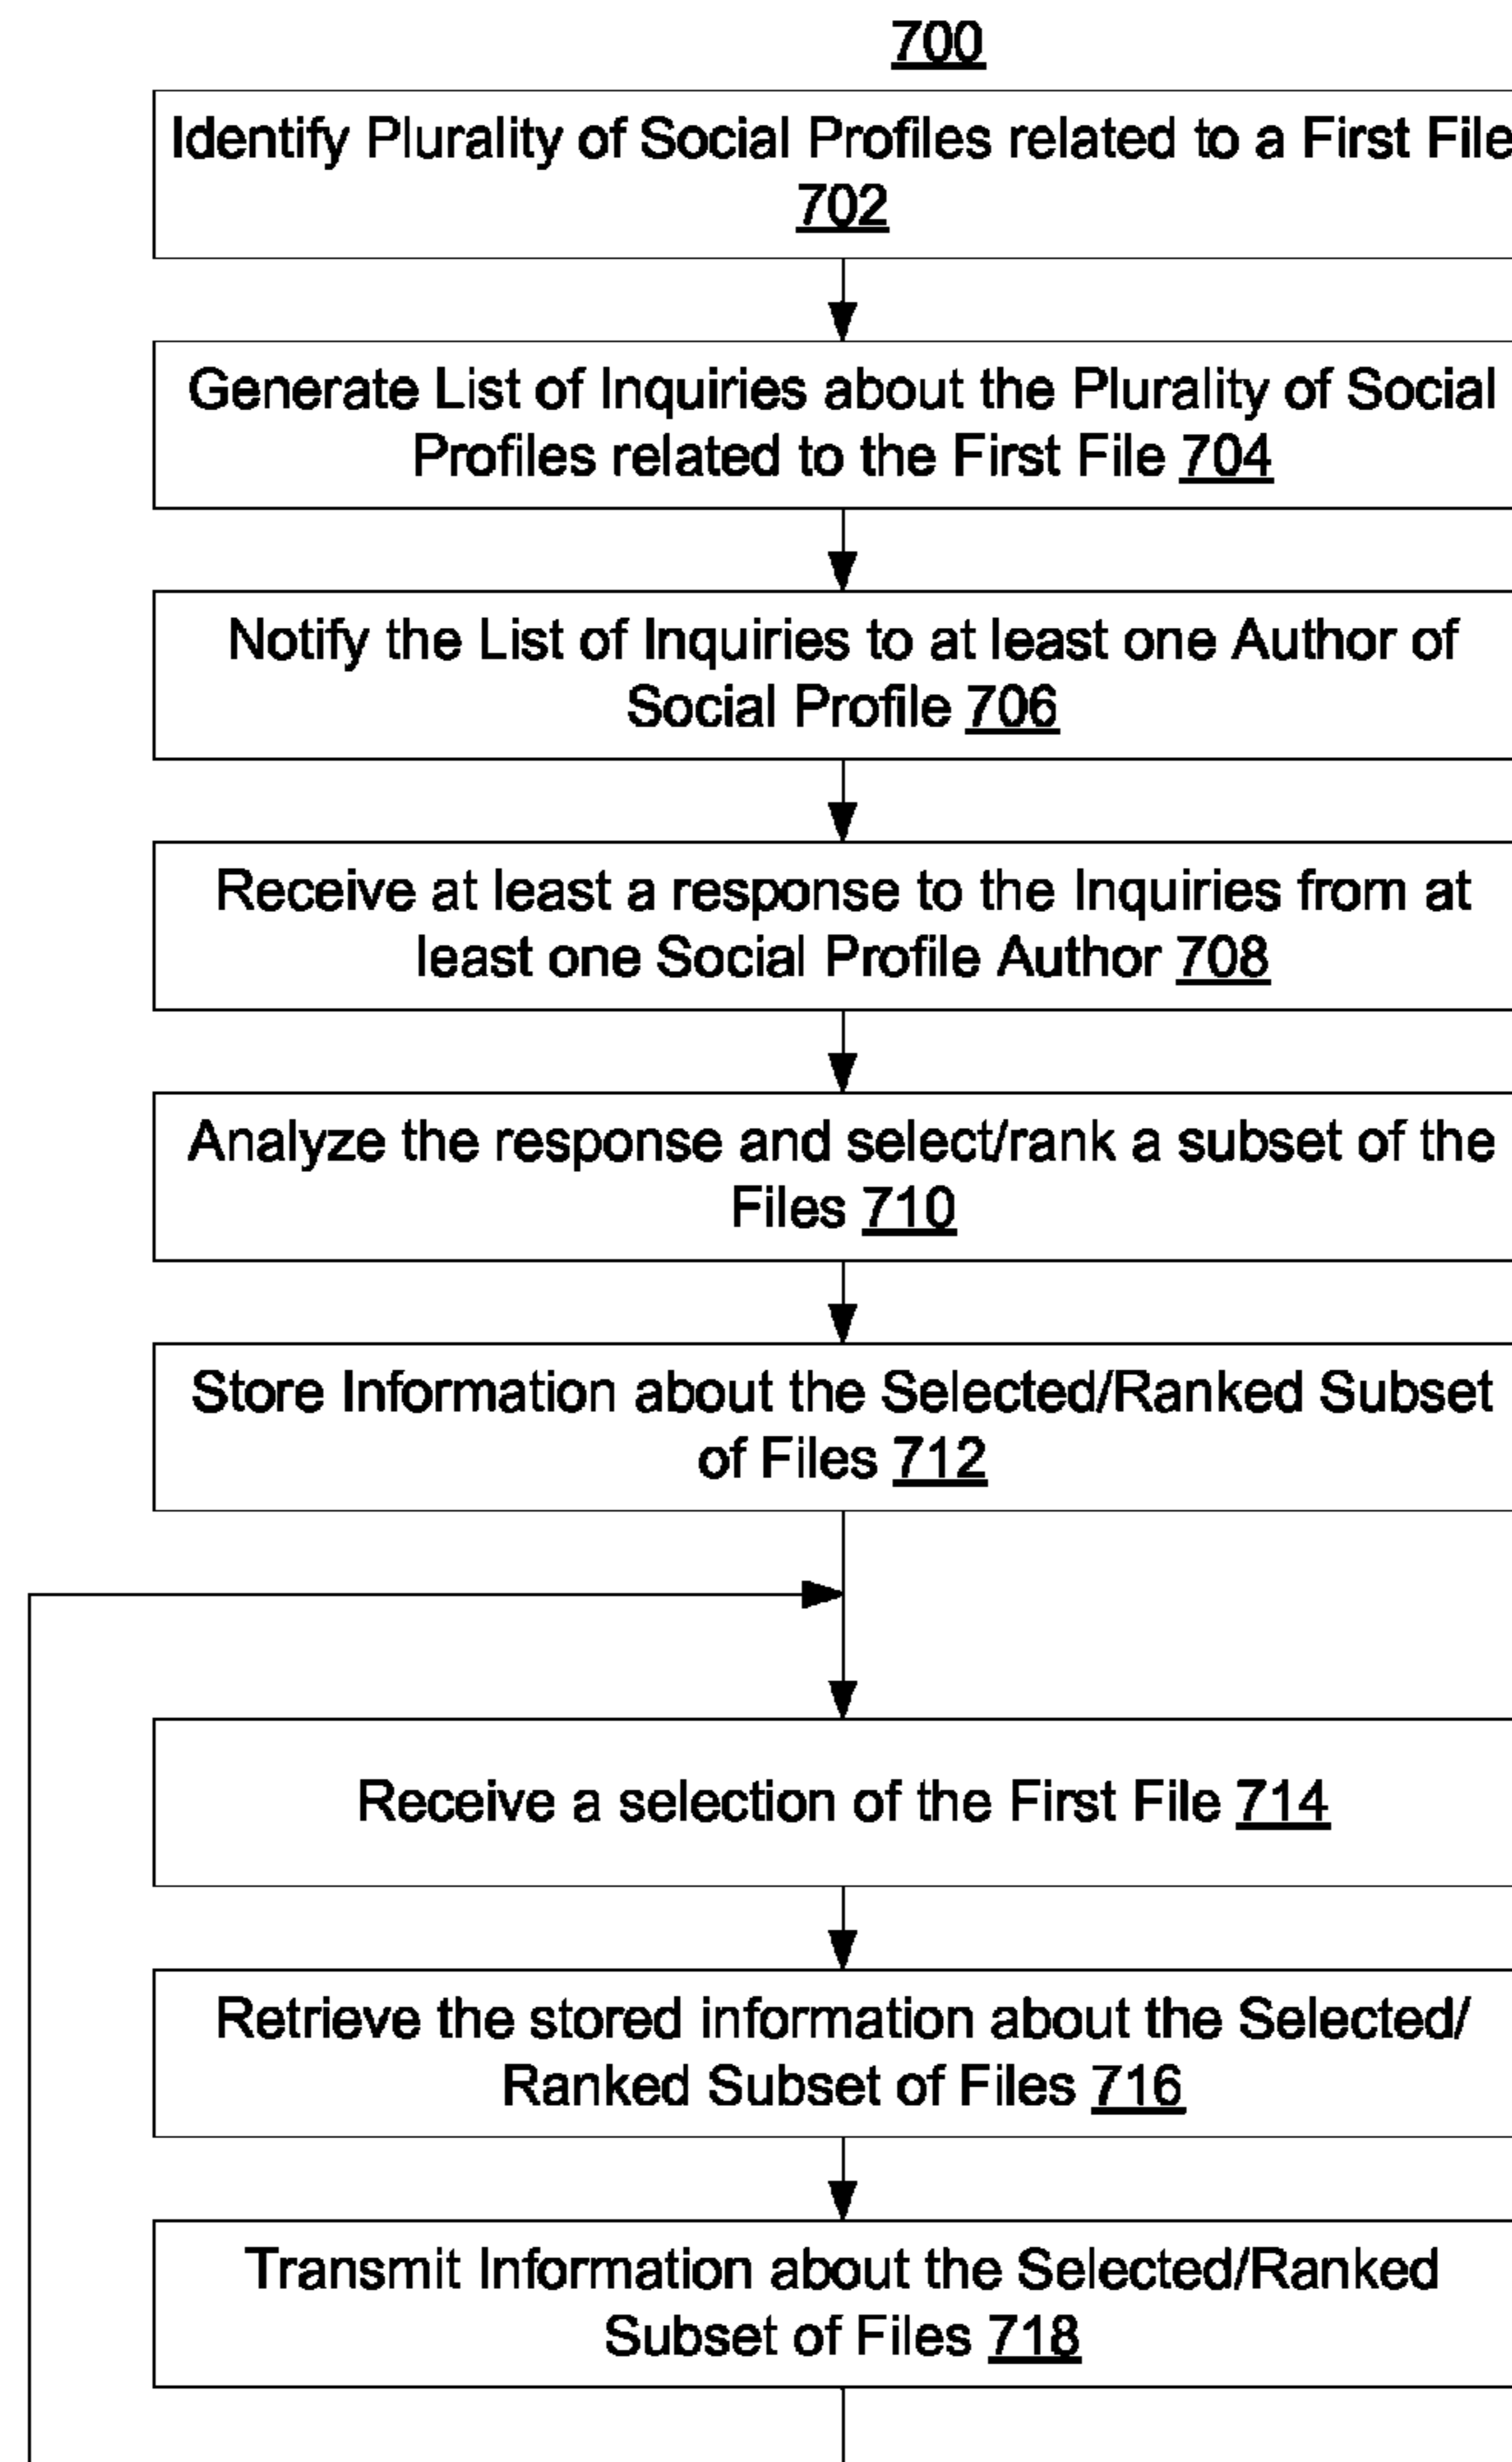 700
Identify Plurality of Social Profiles related to a First File
702
Generate List of Inquiries about the Plurality of Social
Profiles related to the First File 704
Notify the List of Inquiries to at least one Author of
Social Profile 706
Receive at least a response to the Inquiries from at
least one Social Profile Author 708
Analyze the response and select/rank a subset of the
Files 710
Store Information about the Selected/Ranked Subset
of Files 712
Receive a selection of the First File 714
Retrieve the stored information about the Selected/
Ranked Subset of Files 716
Transmit Information about the Selected/Ranked
Subset of Files 718